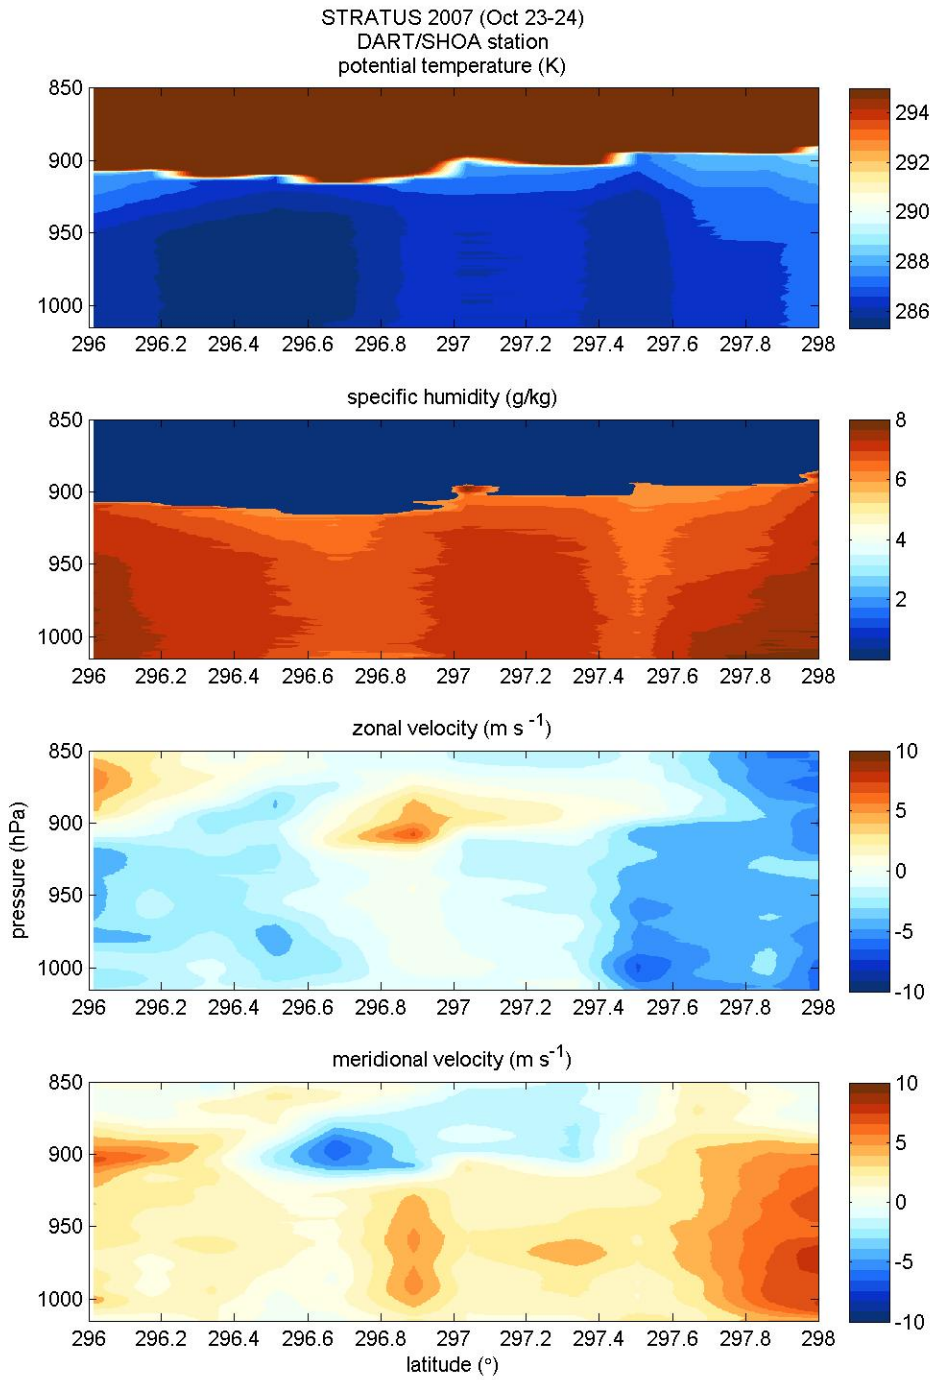 STRATUS 2007 (Oct 23-24)
DART/SHOA station
potential temperature (K)
850
900
950
1000
296 296.2 296.4 296.6 296.8 297 297.2 297.4 297.6 297.8 298
294
292
290
288
286
specific humidity (g/kg)
850
900
950
1000
296 296.2 296.4 296.6 296.8 297 297.2 297.4 297.6 297.8 298
8
6
4
2
zonal velocity (m s -1)
850
900
950
1000
296 296.2 296.4 296.6 296.8 297 297.2 297.4 297.6 297.8 298
10
5
0
-5
-10
pressure (hPa)
meridional velocity (m s-1)
850
900
950
1000
296 296.2 296.4 296.6 296.8 297 297.2 297.4 297.6 297.8 298
10
5
0
-5
-10
latitude (°)